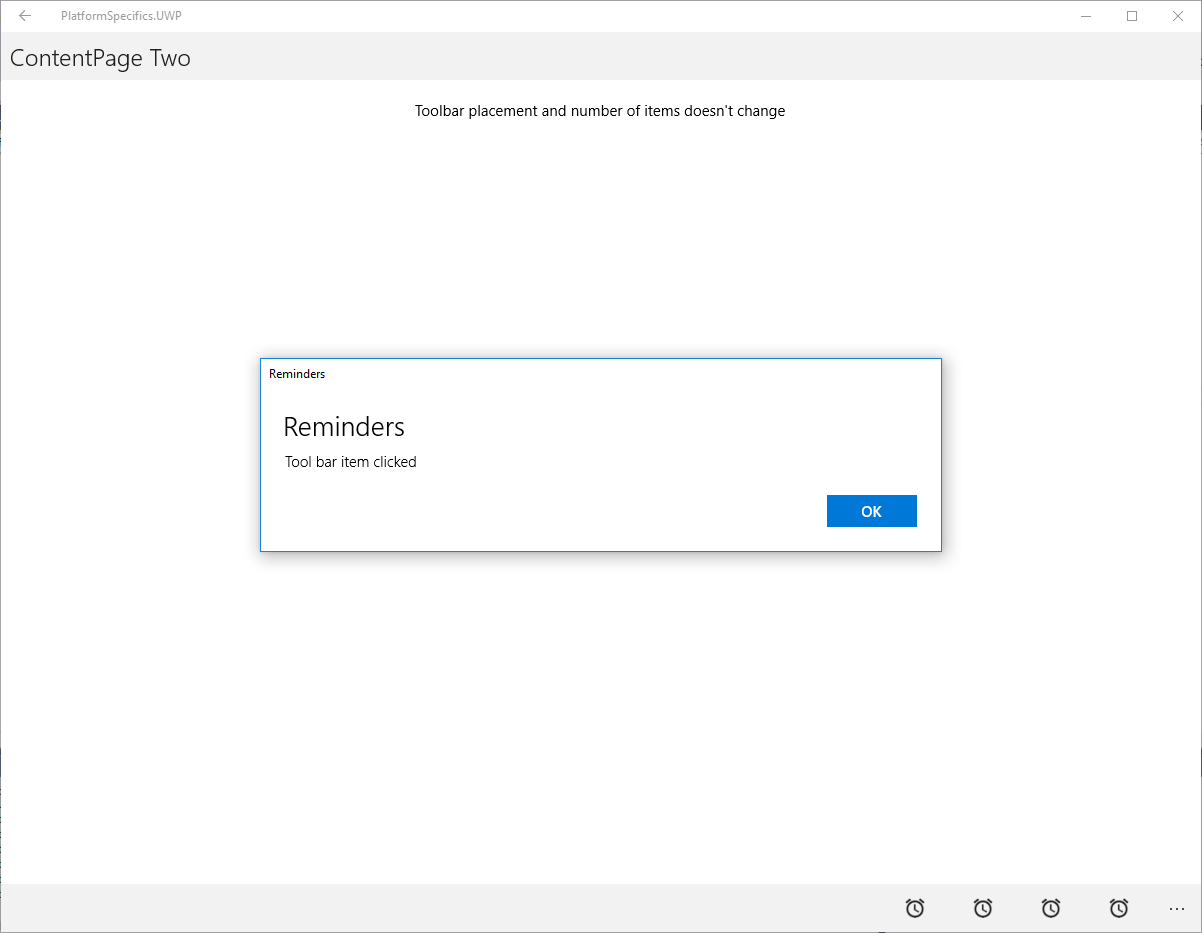 PlatformSpecifics.UWP
ContentPage Two
Toolbar placement and number of items doesn't change
Reminders
Reminders
Tool bar item clicked
OK